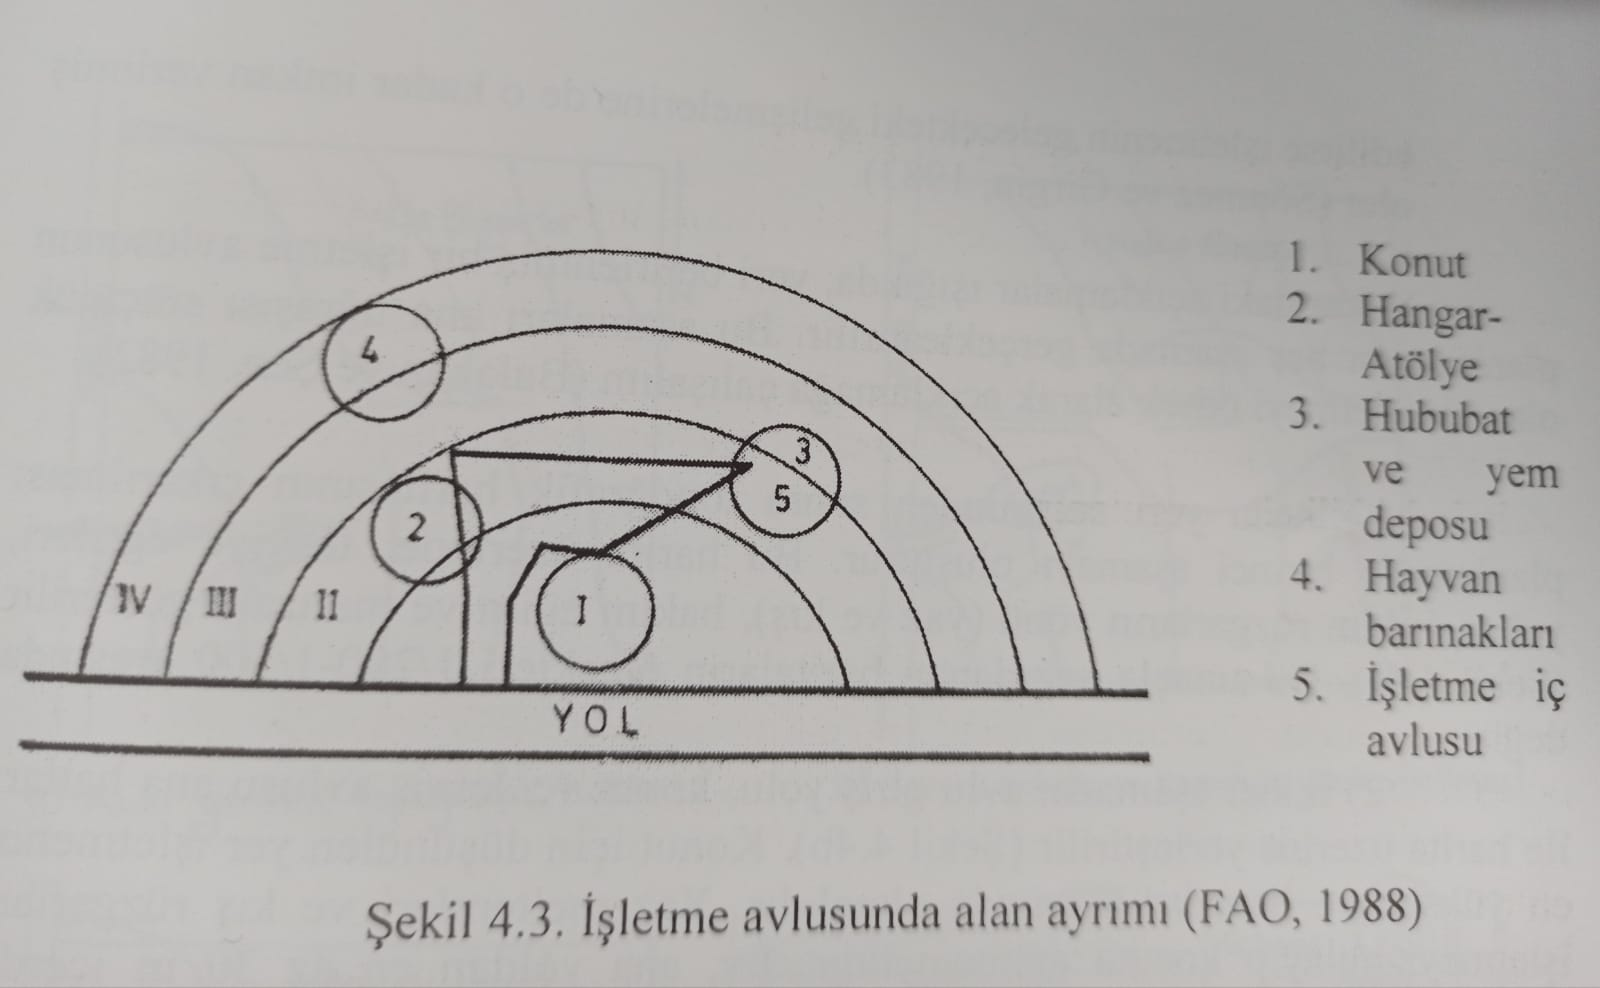 4
3
5
2
I
IV III II
YOL
1. Konut
2. Hangar-
Atölye
3. Hububat
ve yem
deposu
4. Hayvan
barınakları
5. İşletme iç
avlusu
Şekil 4.3. İşletme avlusunda alan ayrımı (FAO, 1988)